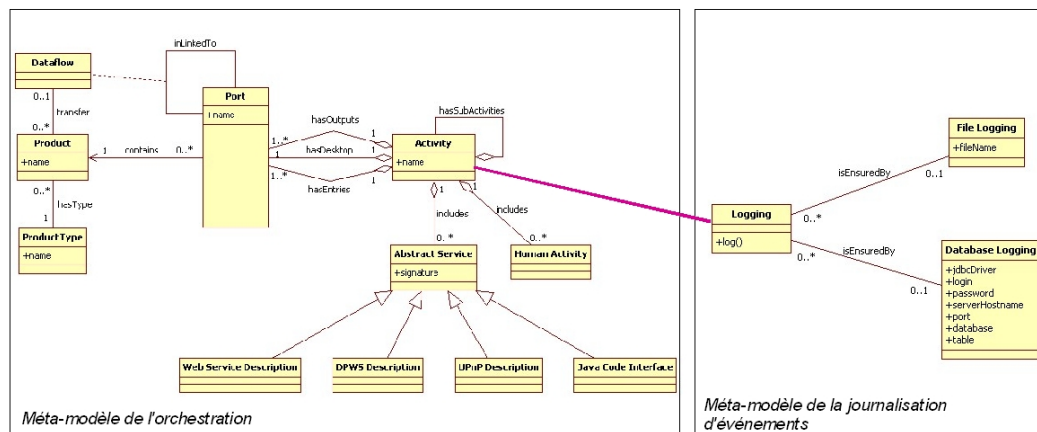 inLinkedTo
Dataflow
0..1
transfer
0..*
Product
+name
0..*
hasType
1
ProductType
+name
1
contains
0..*
Port
+name
hasOutputs
1..*
1
hasDesktop
1
1
hasEntries
1..*
1
hasSubActivities
Activity
+name
1
includes
0..*
1
includes
0..*
Abstract Service
+signature
Human Activity
Web Service Description
DPWS Description
UPnP Description
Java Code Interface
Méta-modèle de l'orchestration
File Logging
+fileName
isEnsuredBy
0..1
0..*
Logging
+log()
isEnsuredBy
0..*
0..1
Database Logging
+jdbcDriver
+login
+password
+serverHostname
+port
+database
+table
Méta-modèle de la journalisation
d'événements